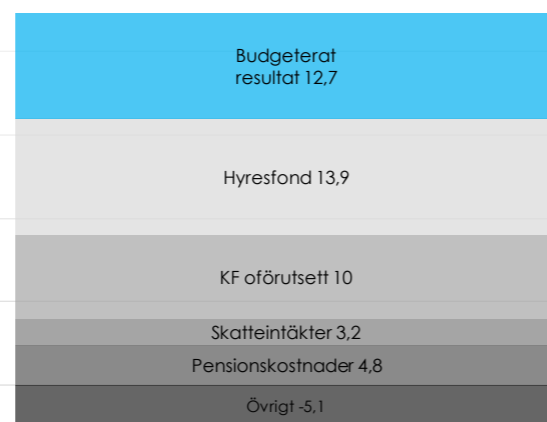 Budgeterat
resultat 12,7
Hyresfond 13,9
KF oförutsett 10
Skatteintäkter 3,2
Pensionskostnader 4,8
Övrigt -5,1